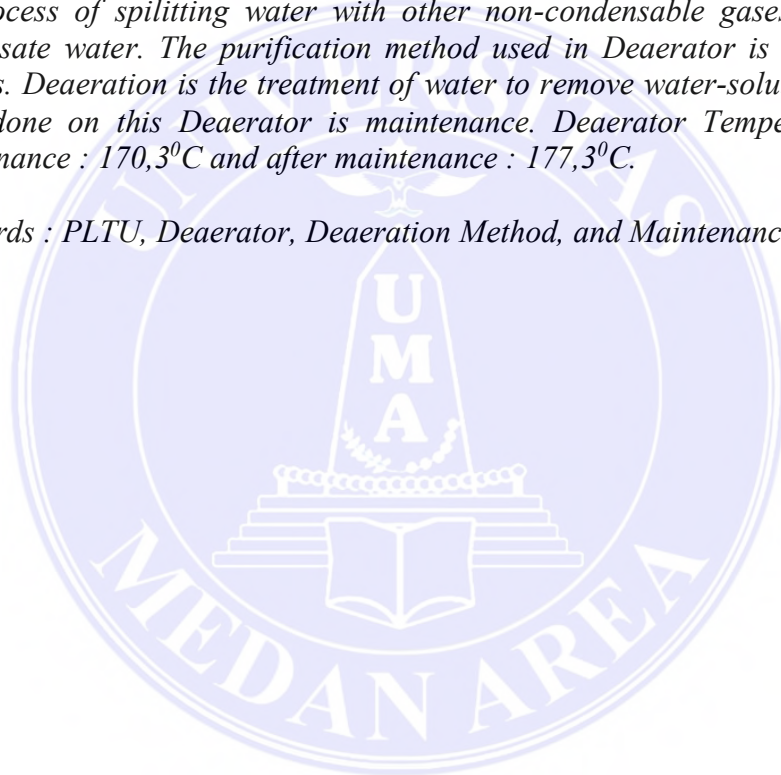 ocess of spilitting water with other non-condensable gases
sate water. The purification method used in Deaerator is
s. Deaeration is the treatment of water to remove water-solu
done on this Deaerator is maintenance. Deaerator Tempe
nance : 170,3⁰C and after maintenance : 177,3⁰C.
rds : PLTU, Deaerator, Deaeration Method, and Maintenanc
UNIVERSITAS
U
M
A
MEDAN AREA